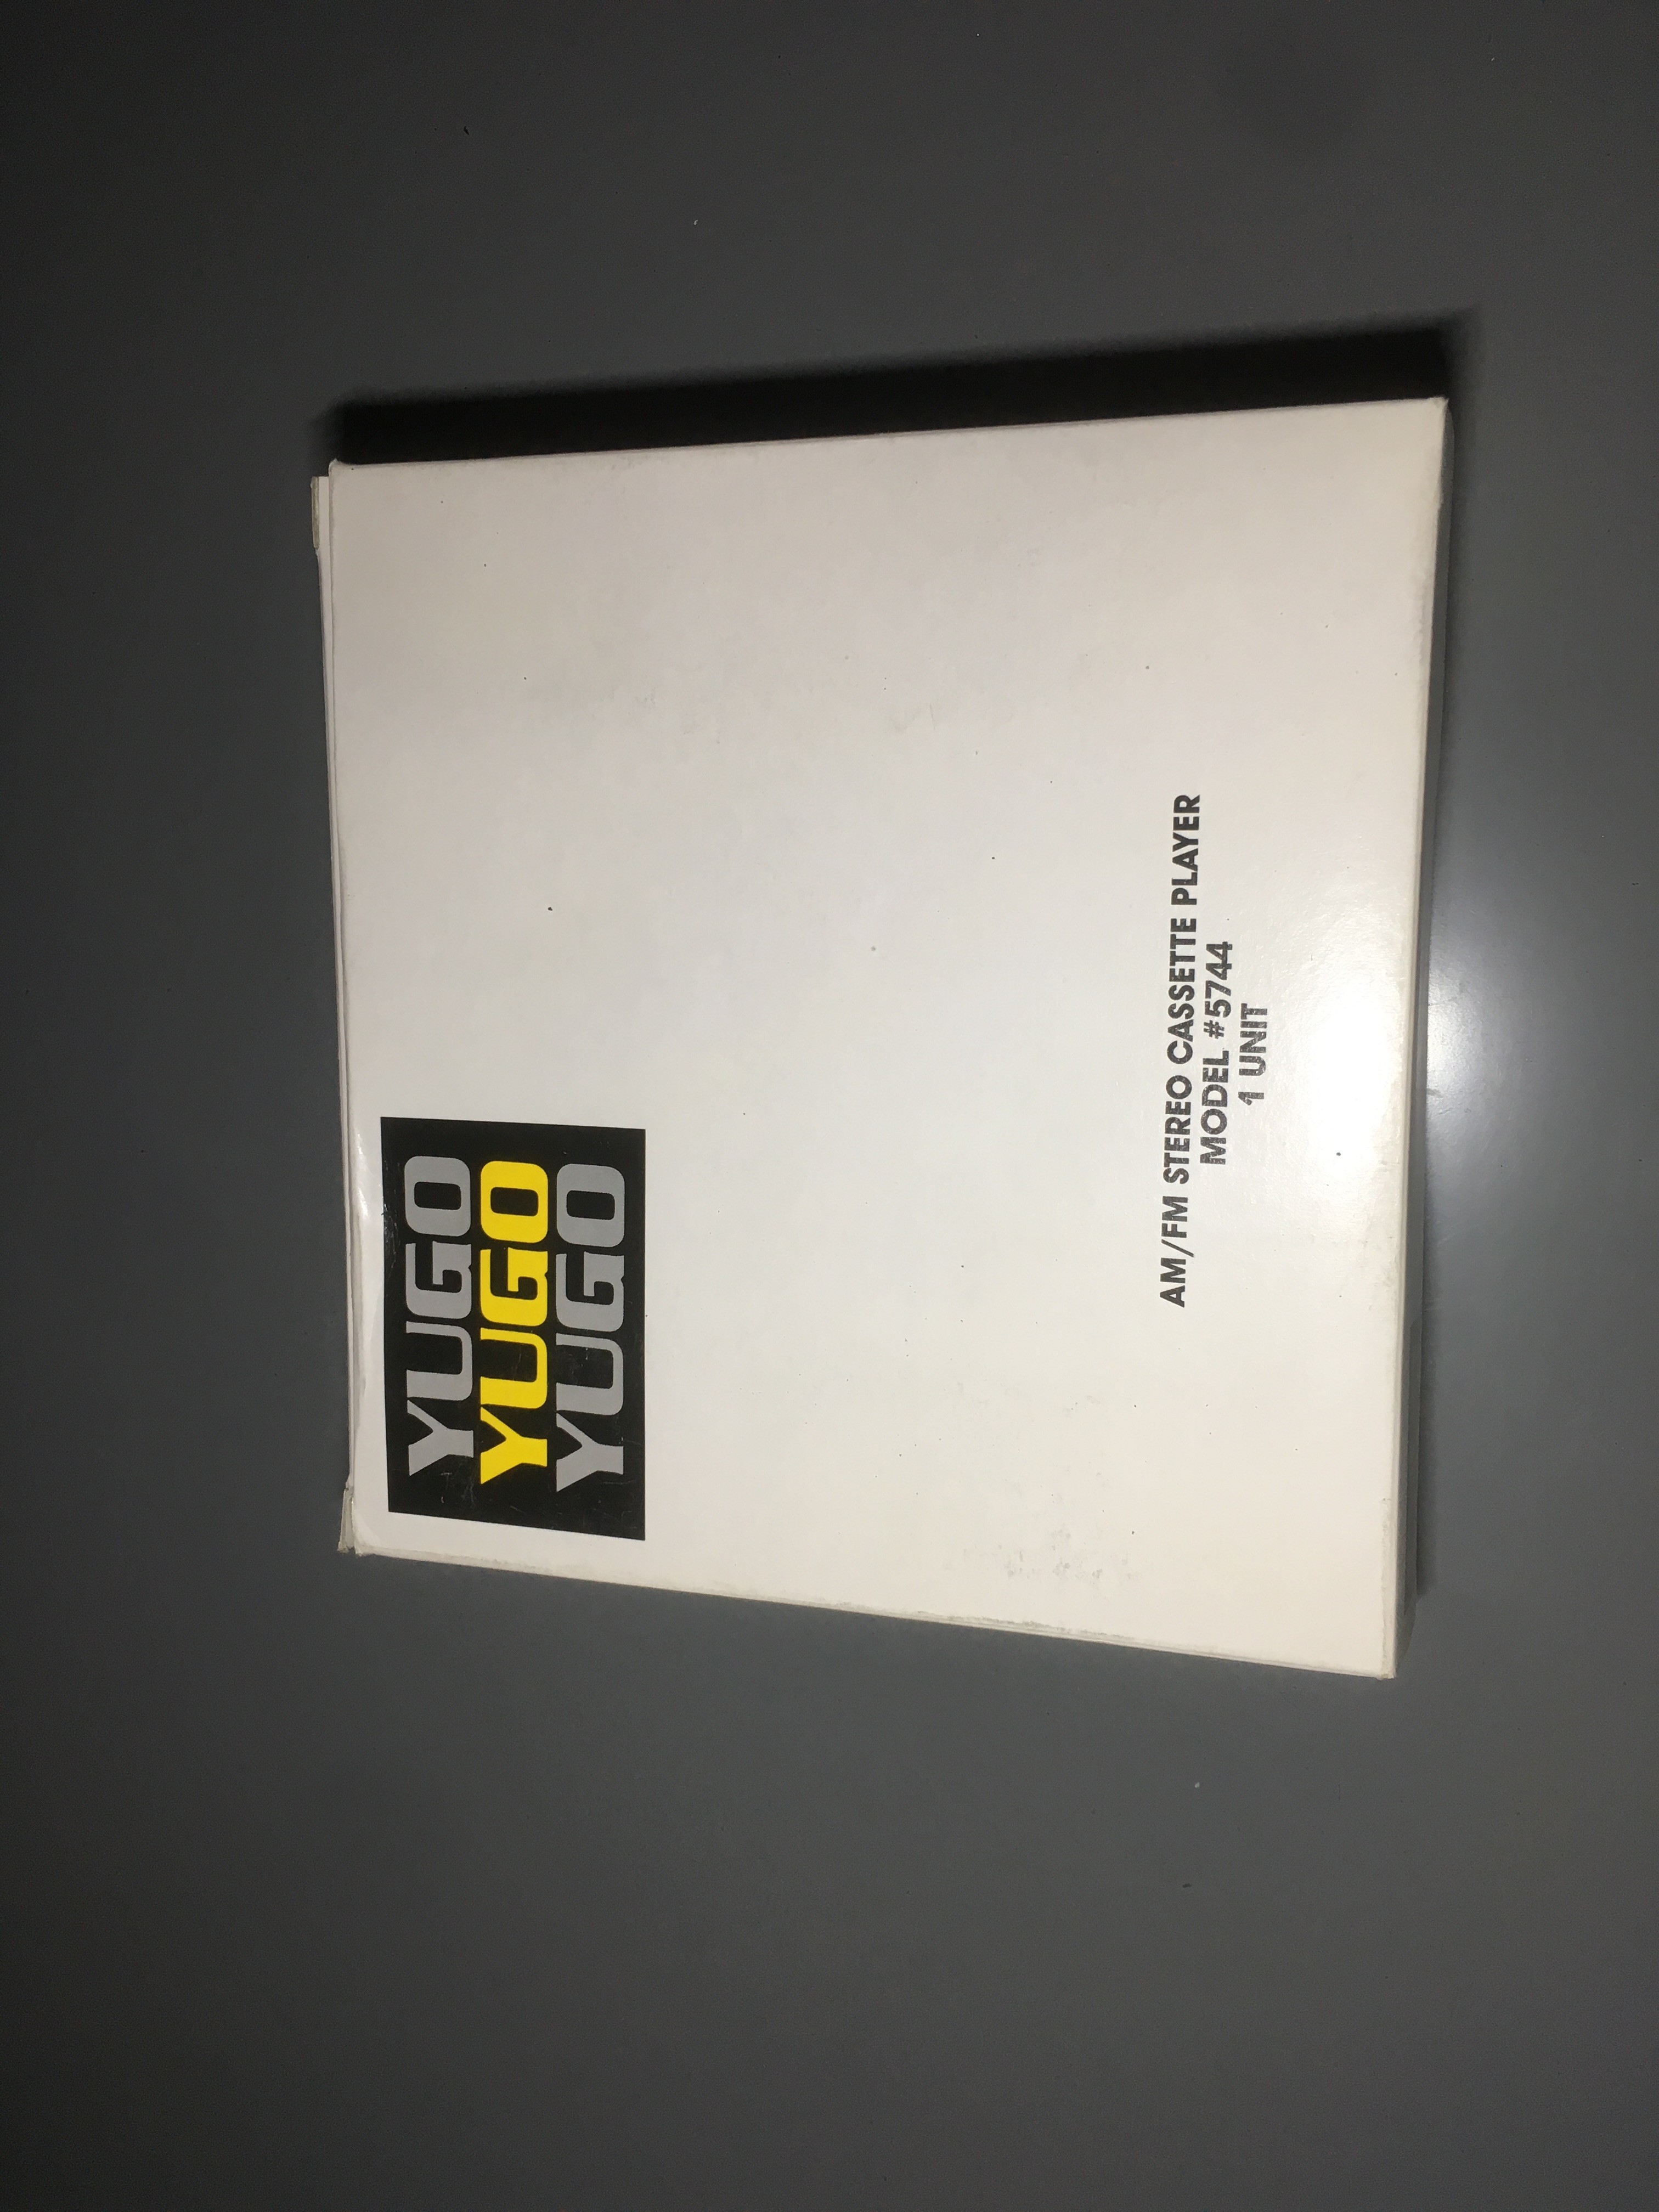 YUGO
YUGO
YUGO
AM/FM STEREO CASSETTE PLAYER
MODEL #5744
1 UNIT